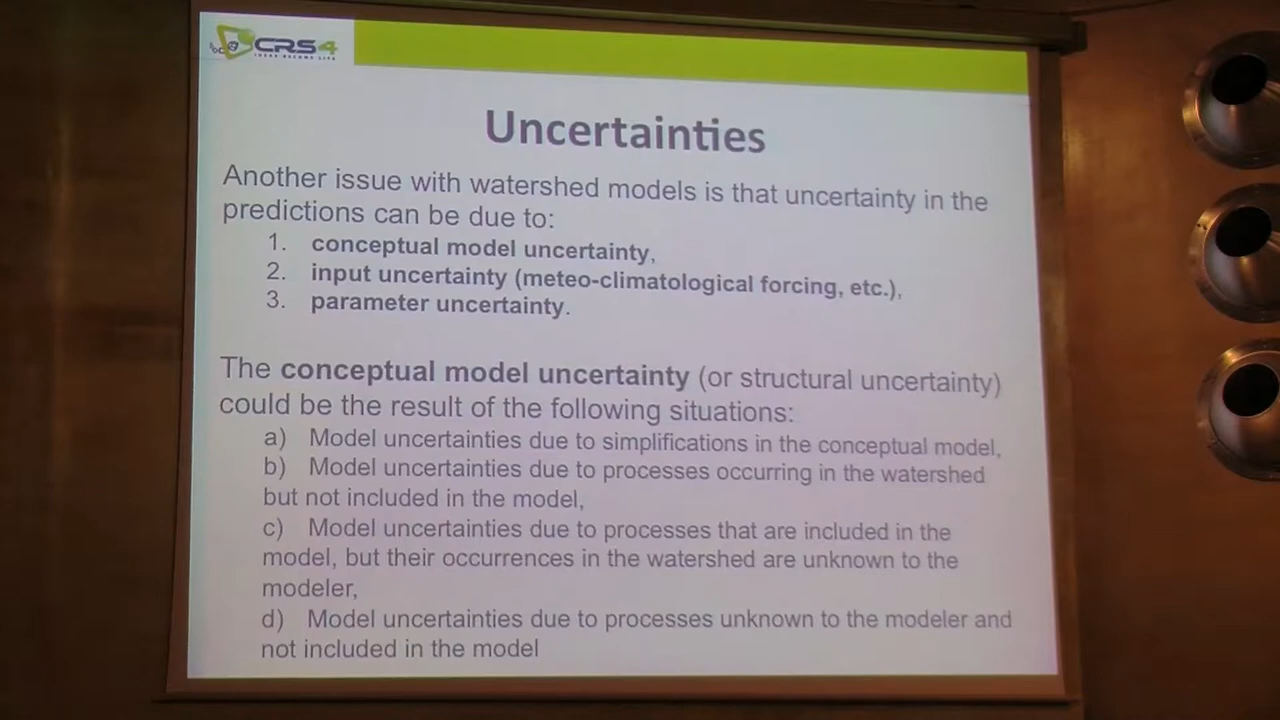 CRS4
Uncertainties
Another issue with watershed models is that uncertainty in the
predictions can be due to:
1. conceptual model uncertainty,
2. input uncertainty (meteo-climatological forcing, etc.),
3. parameter uncertainty.
The conceptual model uncertainty (or structural uncertainty)
could be the result of the following situations:
a) Model uncertainties due to simplifications in the conceptual model,
b) Model uncertainties due to processes occurring in the watershed
but not included in the model,
c) Model uncertainties due to processes that are included in the
model, but their occurrences in the watershed are unknown to the
modeler,
d) Model uncertainties due to processes unknown to the modeler and
not included in the model